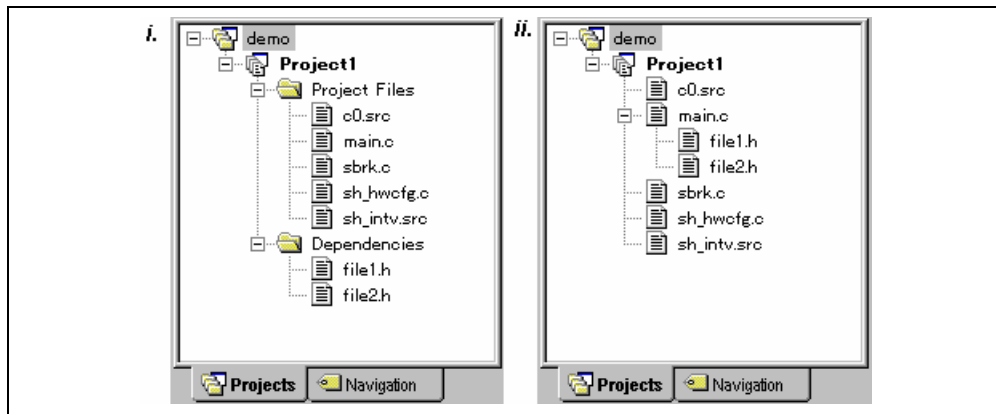 i.
demo
Project1
Project Files
c0.src
main.c
sbrk.c
sh_hwcfg.c
sh_intv.src
Dependencies
file1.h
file2.h
Projects
Navigation
ii.
demo
Project1
c0.src
main.c
file1.h
file2.h
sbrk.c
sh_hwcfg.c
sh_intv.src
Projects
Navigation